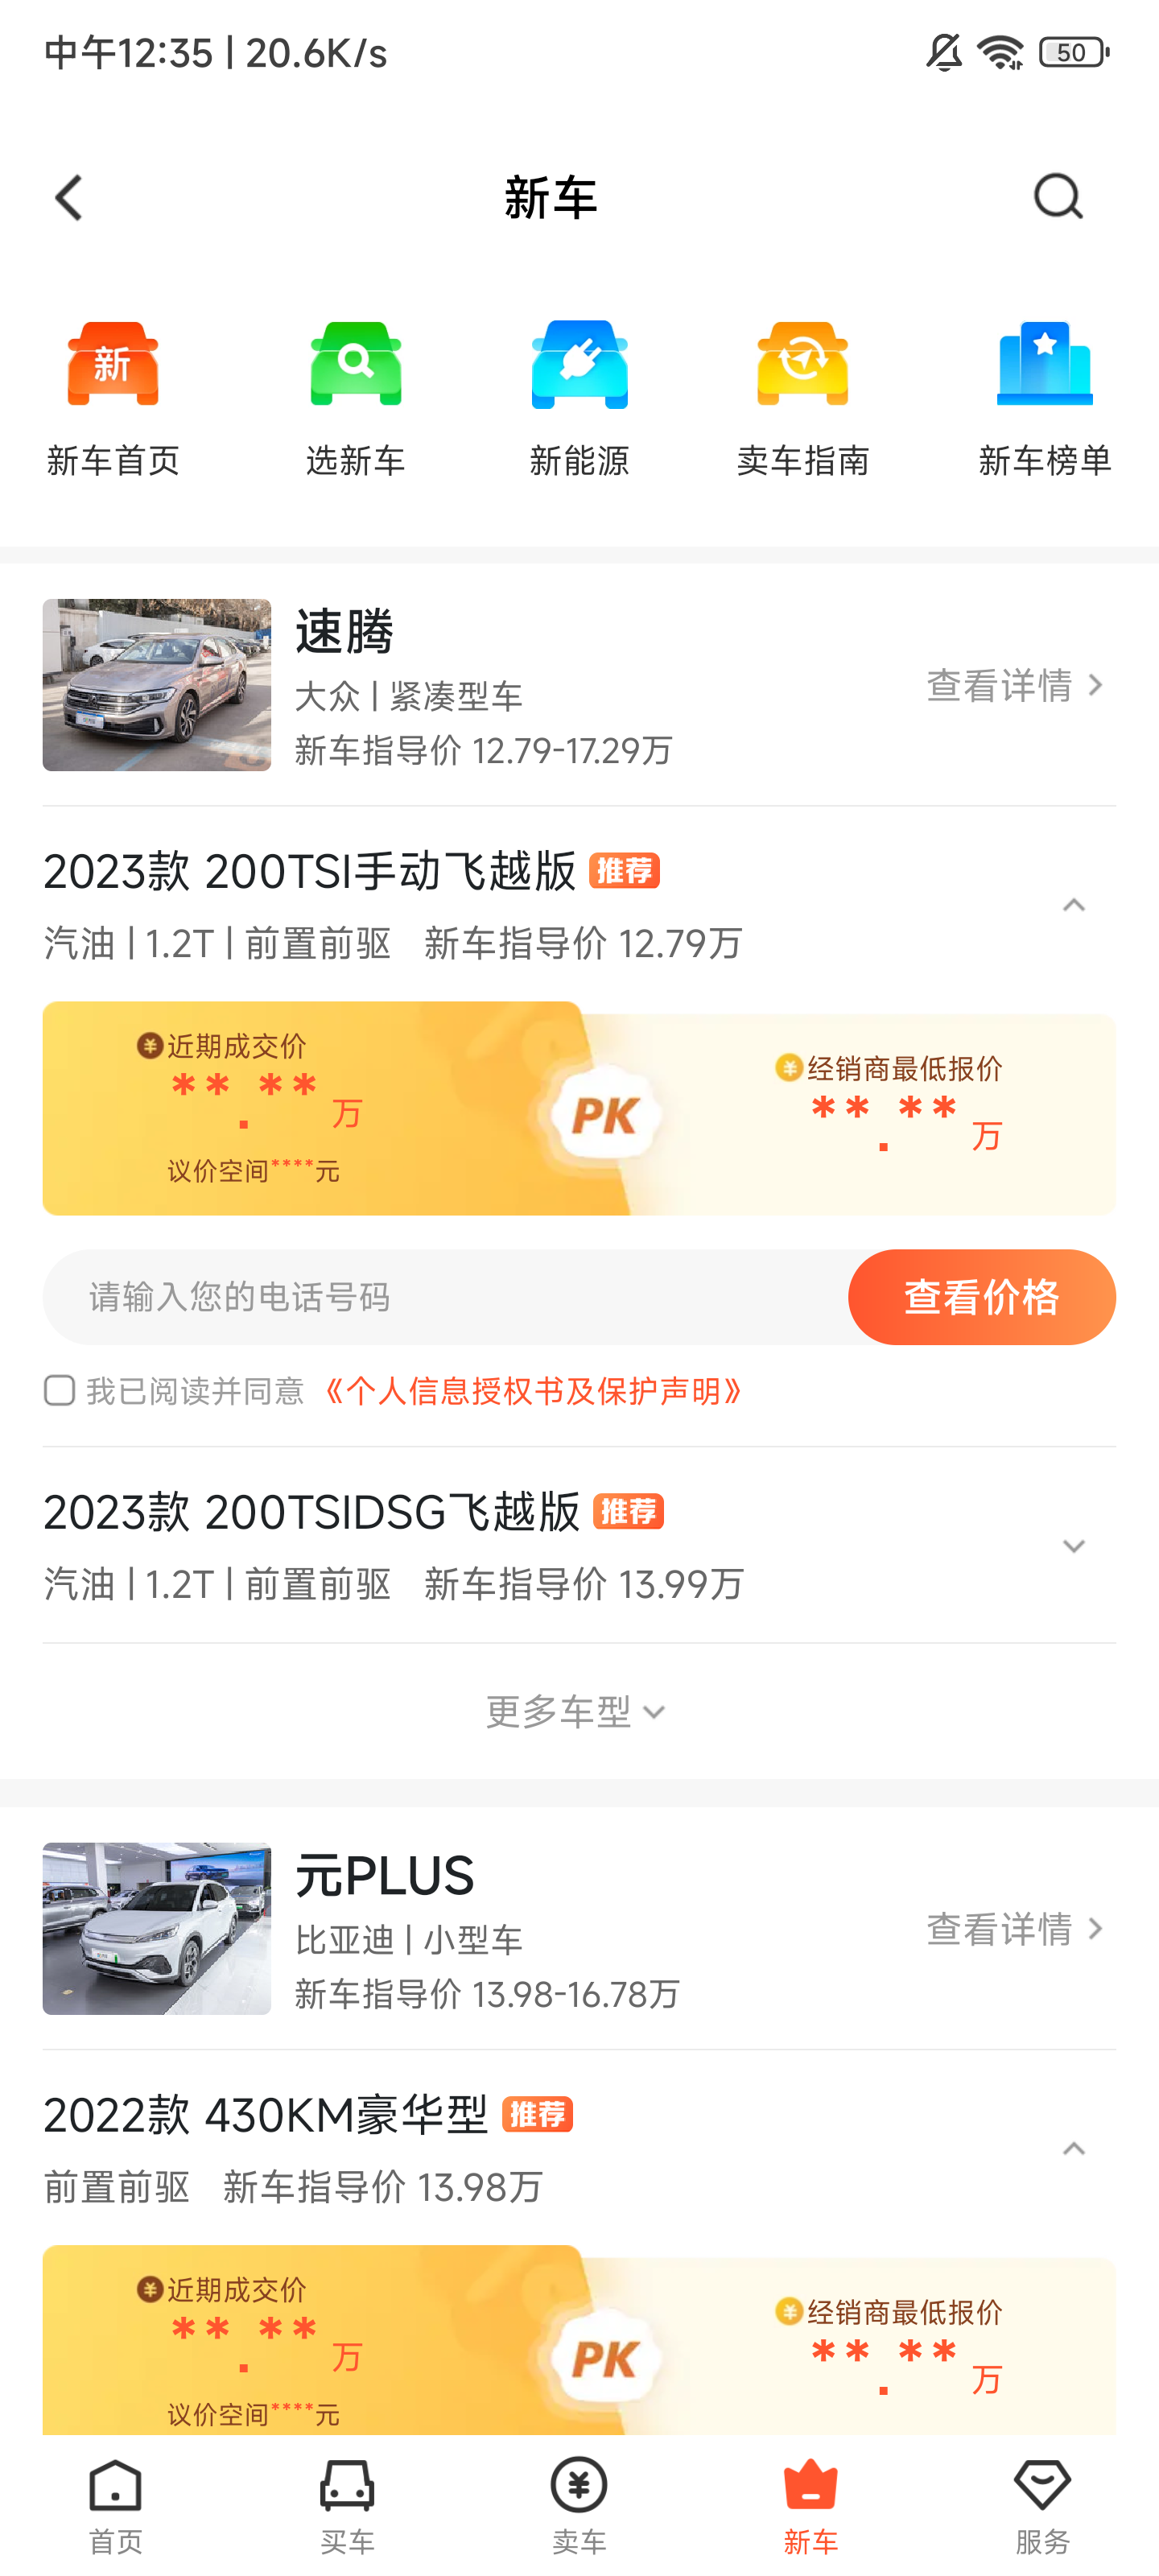 中午12:35 | 20.6K/s
50
新车
新
新车首页
选新车
新能源
卖车指南
新车榜单
速腾
大众 | 紧凑型车
新车指导价 12.79-17.29万
查看详情
2023款 200TSI手动飞越版 推荐
汽油 | 1.2T | 前置前驱 新车指导价 12.79万
近期成交价
**.**万
议价空间****元
PK
经销商最低报价
**.**万
请输入您的电话号码
查看价格
我已阅读并同意《个人信息授权书及保护声明》
2023款 200TSIDSG飞越版 推荐
汽油 | 1.2T | 前置前驱 新车指导价 13.99万
更多车型
元PLUS
比亚迪 | 小型车
新车指导价 13.98-16.78万
查看详情
2022款 430KM豪华型 推荐
前置前驱 新车指导价 13.98万
近期成交价
**.**万
议价空间****元
PK
经销商最低报价
**.**万
首页
买车
卖车
新车
服务